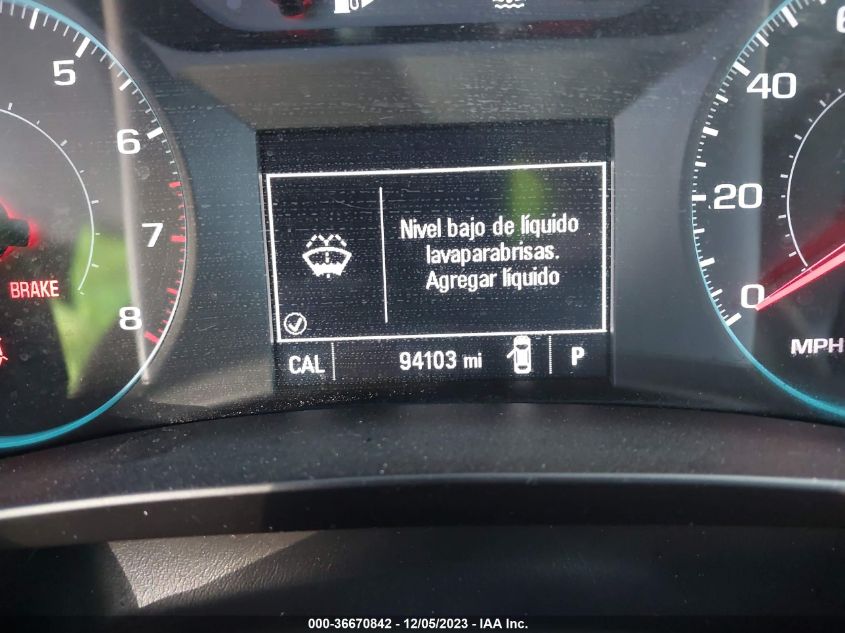 5
6
7
8
BRAKE
Nivel bajo de líquido
lavaparabrisas.
Agregar líquido
CAL
94103 mi
P
40
20
0
MPH
000-36670842 - 12/05/2023 - IAA Inc.